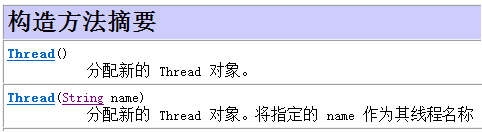 构造方法摘要
Thread()
分配新的 Thread 对象。
Thread(String name)
分配新的 Thread 对象。将指定的 name 作为其线程名称